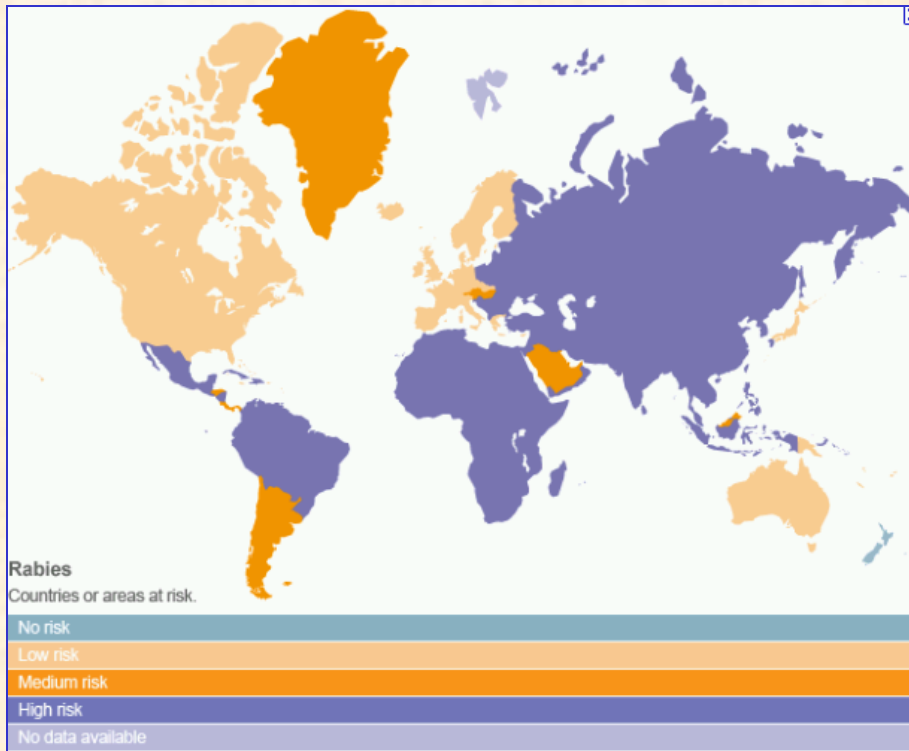 Rabies
Countries or areas at risk.
No risk
Low risk
Medium risk
High risk
No data available